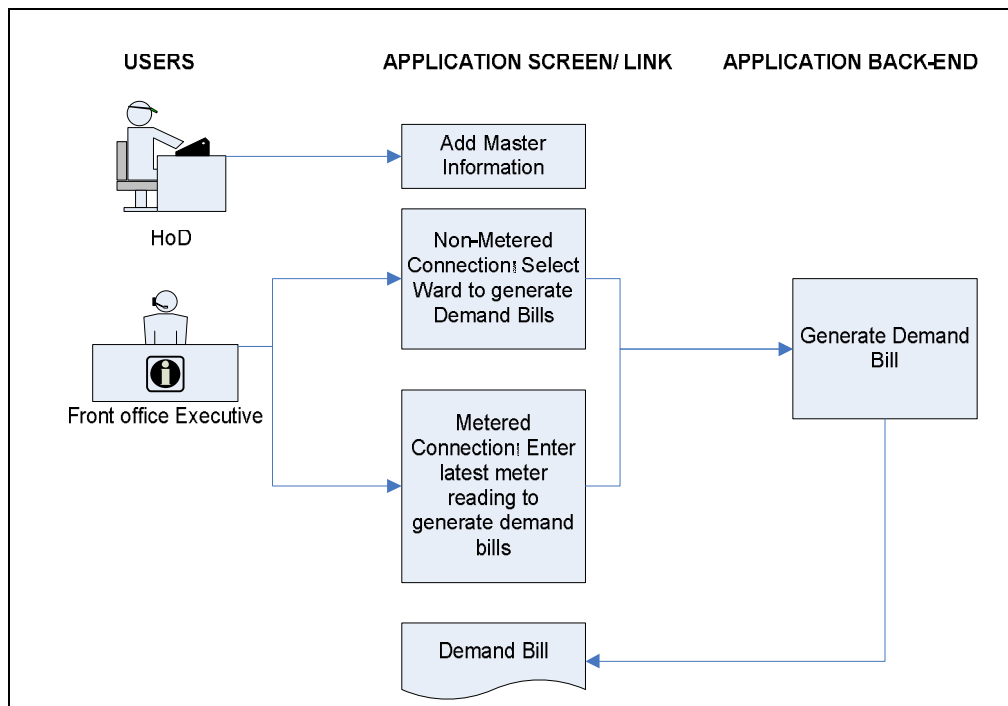 USERS
APPLICATION SCREEN/ LINK
APPLICATION BACK-END
Add Master
Information
HoD
Non-Metered
Connection: Select
Ward to generate
Demand Bills
Generate Demand
Bill
Front office Executive
Metered
Connection: Enter
latest meter
reading to
generate demand
bills
Demand Bill